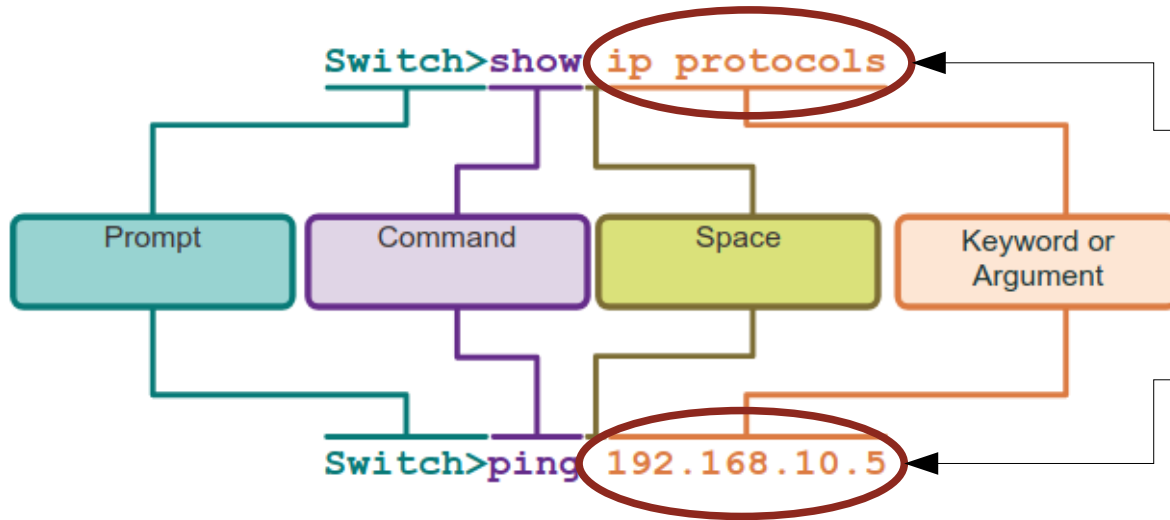 Switch>show ip protocols
Prompt
Command
Space
Keyword or
Argument
Switch>ping 192.168.10.5